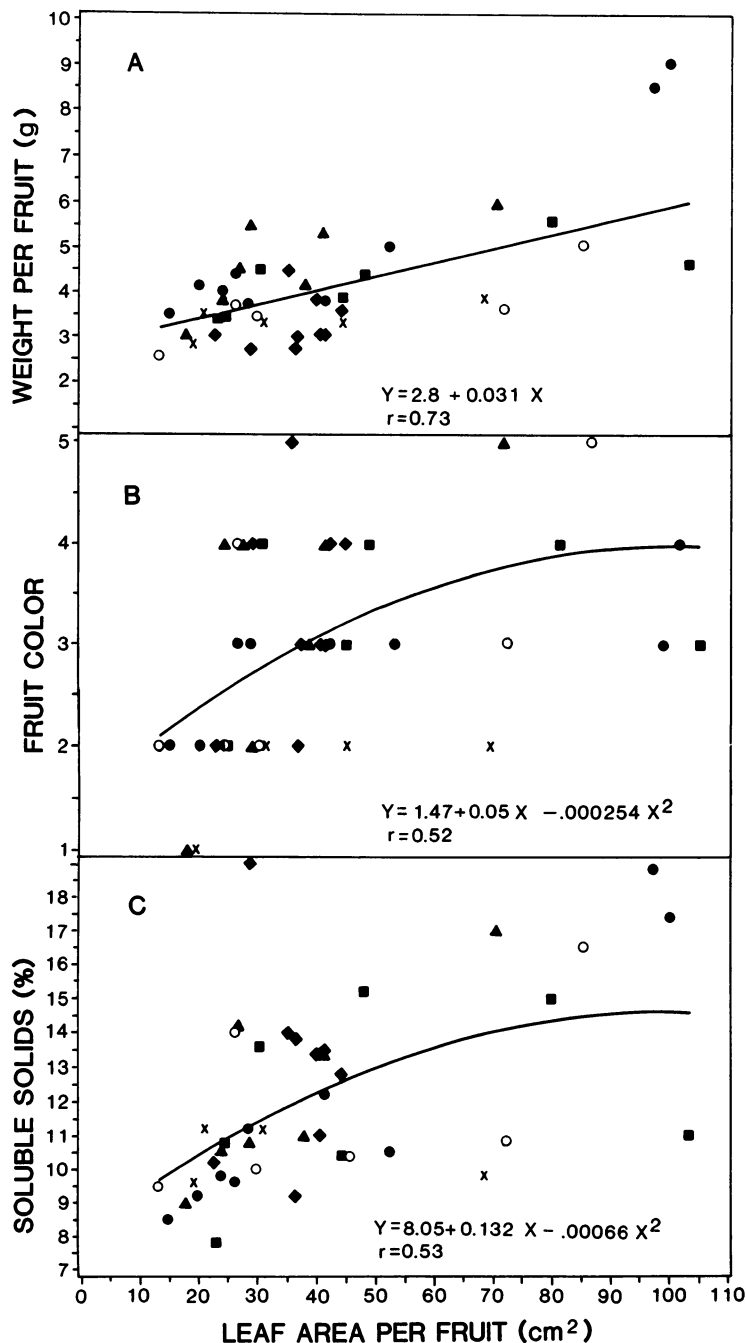 A
WEIGHT PER FRUIT (g)
10
9
8
7
6
5
4
3
2
Y=2.8 + 0.031 X
r=0.73
B
FRUIT COLOR
5
4
3
2
1
Y=1.47+0.05 X -.000254 X²
r=0.52
C
SOLUBLE SOLIDS (%)
18
17
16
15
14
13
12
11
10
9
8
7
Y=8.05+0.132 X - .00066 X²
r=0.53
0 10 20 30 40 50 60 70 80 90 100 110
LEAF AREA PER FRUIT (cm²)